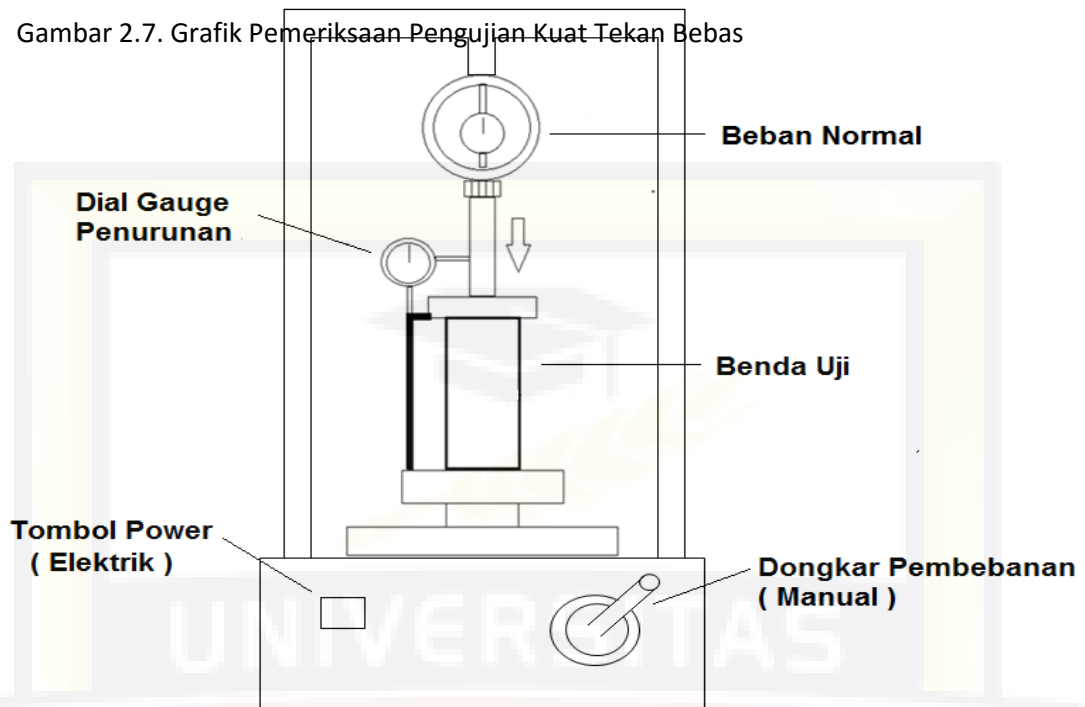 Gambar 2.7. Grafik Pemeriksaan Pengujian Kuat Tekan Bebas
Beban Normal
Dial Gauge
Penurunan
Benda Uji
Tombol Power
( Elektrik )
Dongkar Pembebanan
( Manual )
UNIVERSITAS